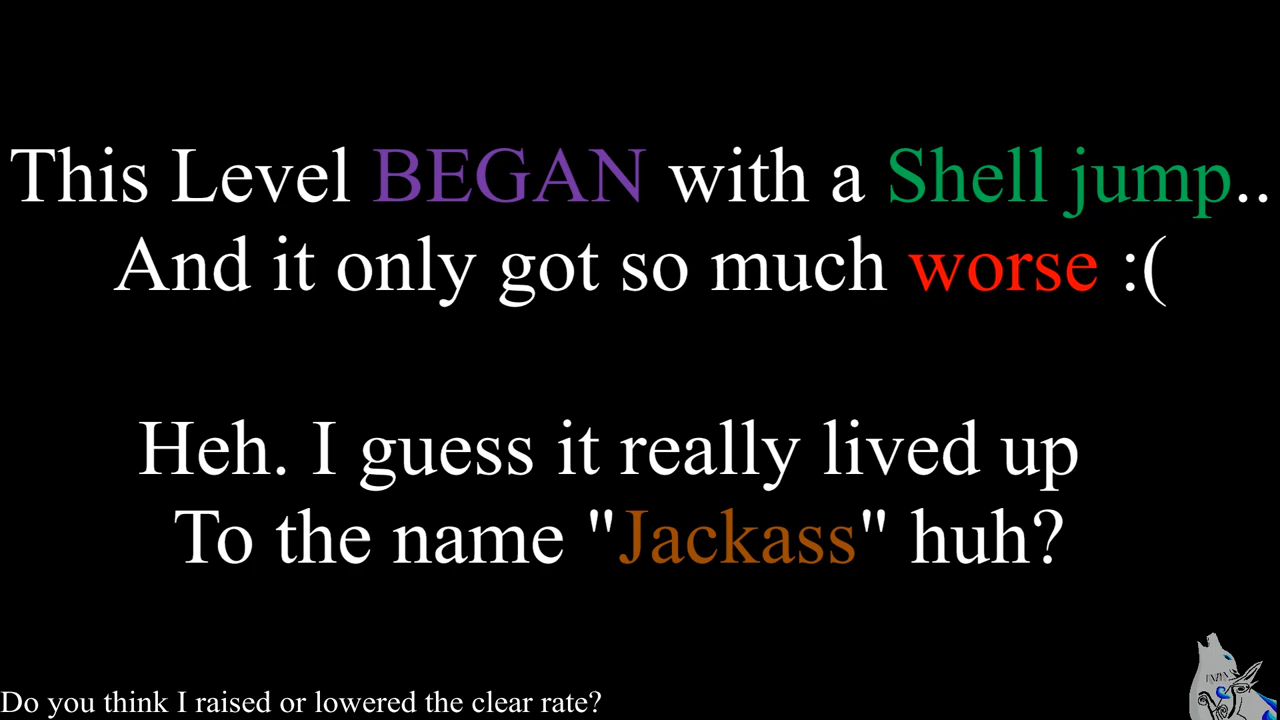 This Level BEGAN with a Shell jump..
And it only got so much worse :(
Heh. I guess it really lived up
To the name "Jackass" huh?
Do you think I raised or lowered the clear rate?